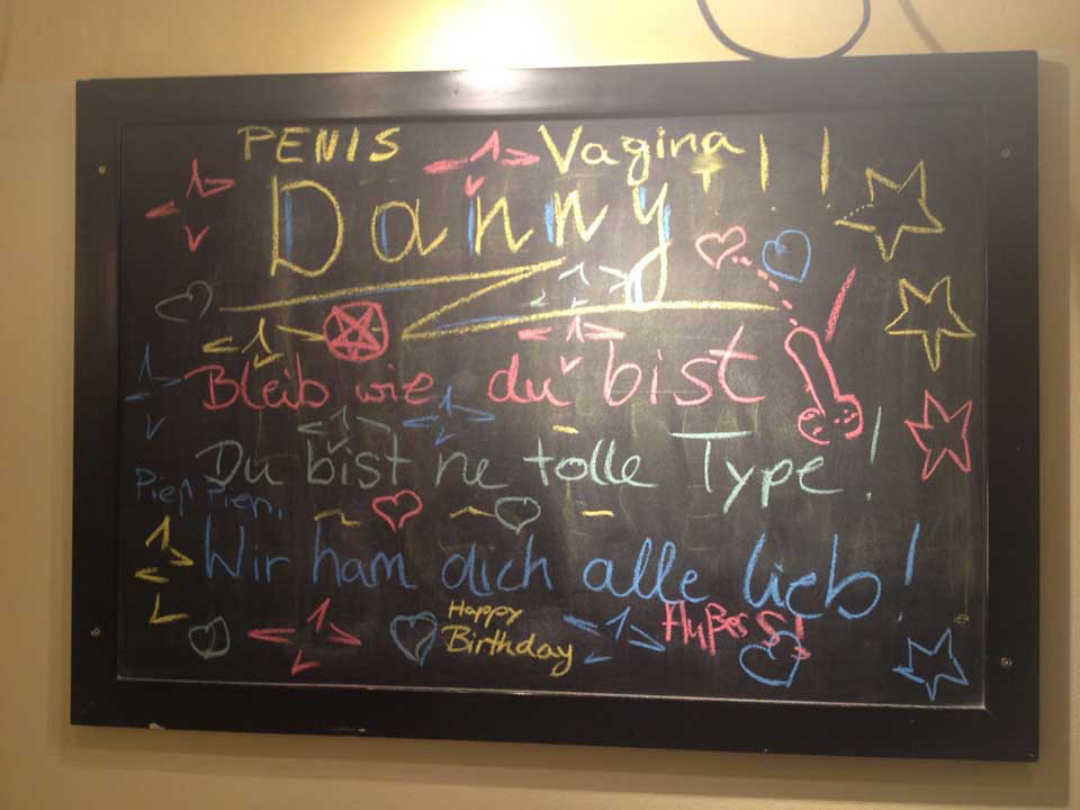 PENIS Vagina!!!
Danny
Bleib wie du bist
Du bist ne tolle Type!
Piep Piep,
Wir ham dich alle lieb!
Happy
Birthday